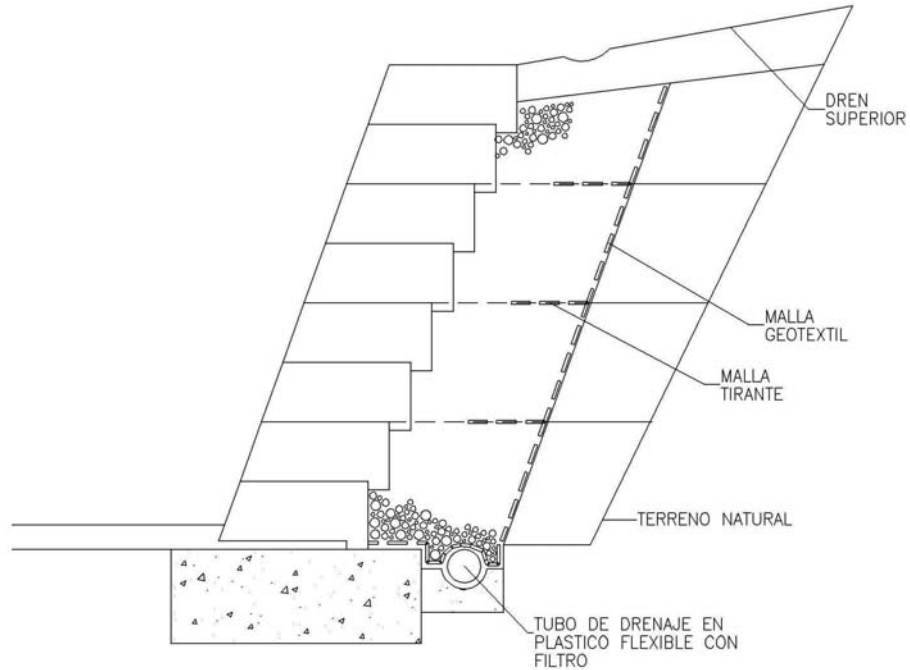 DREN
SUPERIOR
MALLA
GEOTEXTIL
MALLA
TIRANTE
TERRENO NATURAL
TUBO DE DRENAJE EN
PLASTICO FLEXIBLE CON
FILTRO